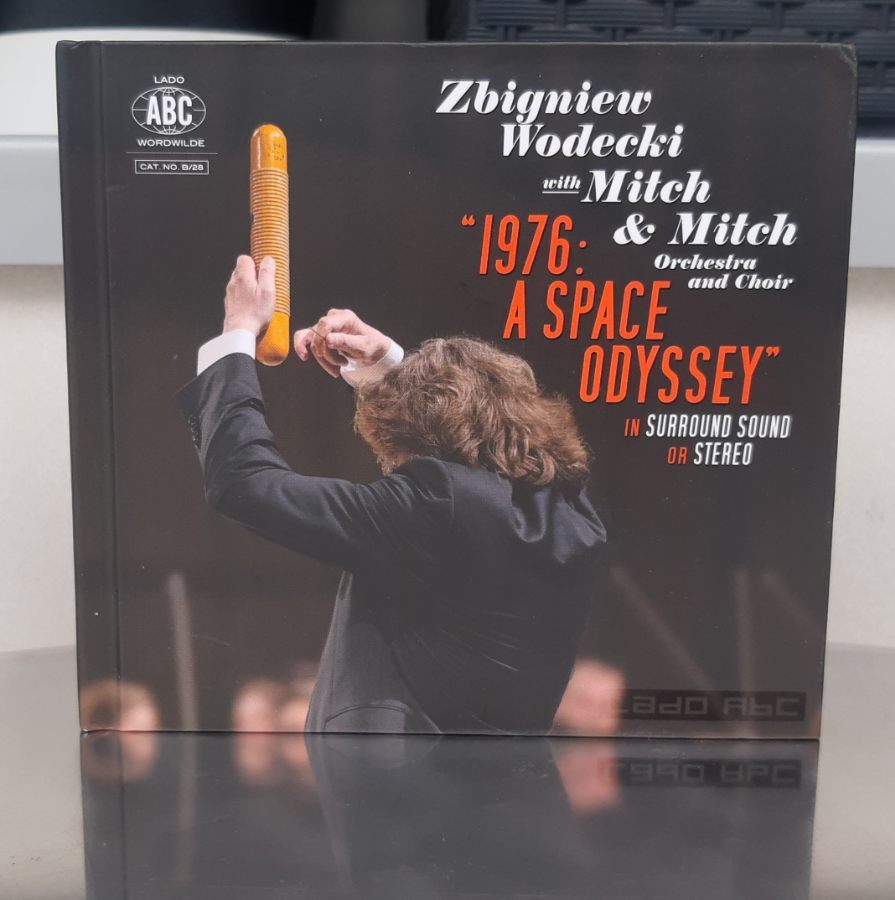 LADO
ABC
WORDWILDE
CAT. NO. B/28
Zbigniew
Wodecki
with Mitch
& Mitch
Orchestra
and Choir
“1976:
A SPACE
ODYSSEY”
IN SURROUND SOUND
OR STEREO
Lado ABC